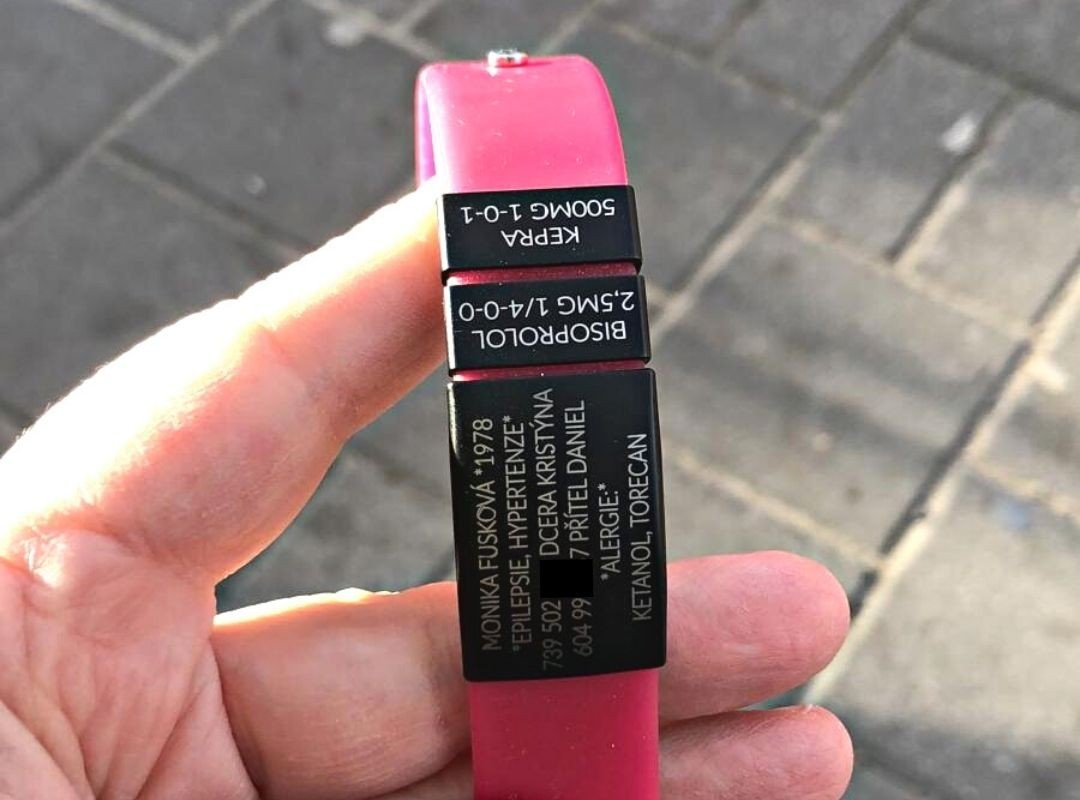 KEPRA
500MG 1-0-1
BISOPROLOL
2,5MG 1/4-0-0
MONIKA FUSKOVÁ *1978
*EPILEPSIE, HYPERTENZE*
739 502 DCERA KRISTÝNA
604 99 7 PŘÍTEL DANIEL
*ALERGIE:*
KETANOL, TORECAN